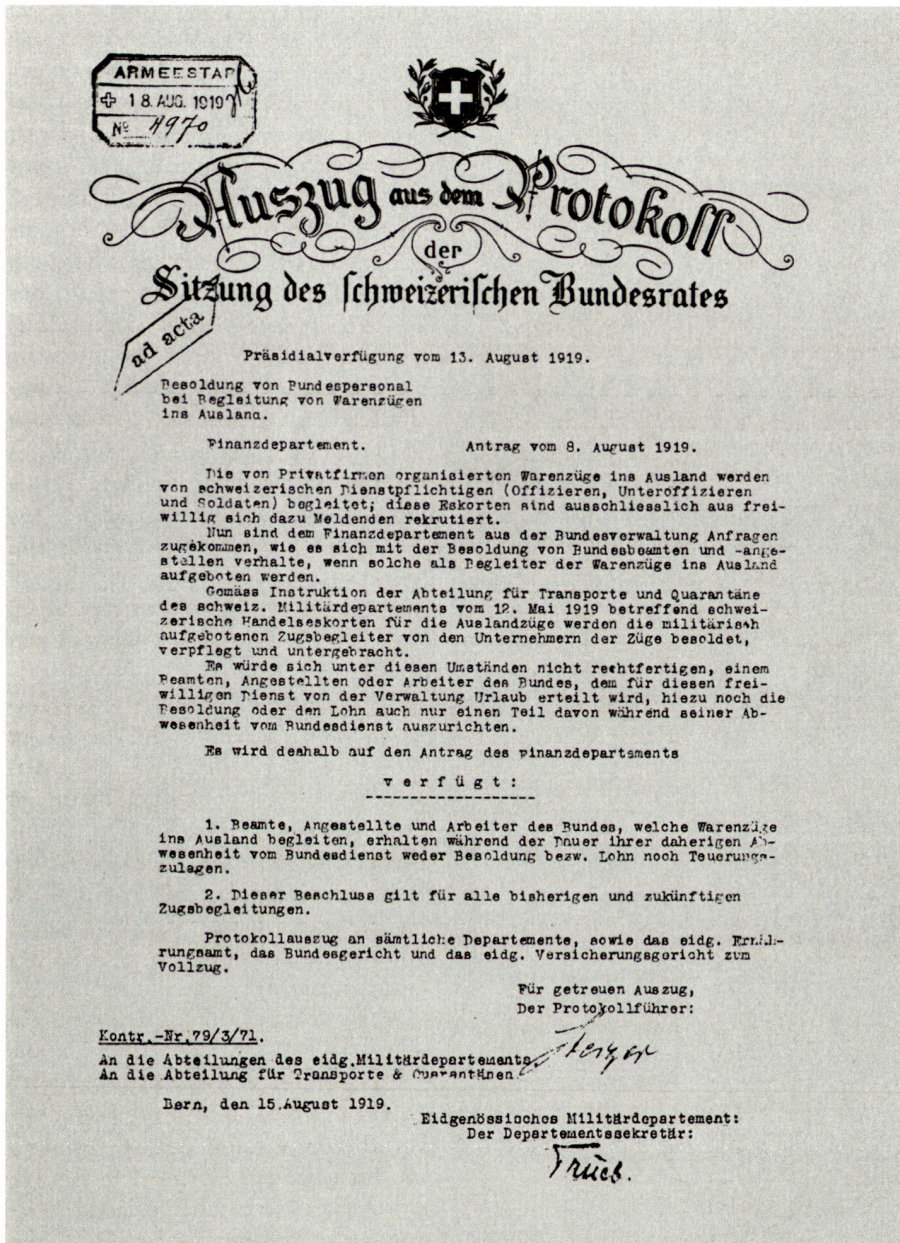 ARMEESTAB
18. AUG. 1919
No 4970
Auszug aus dem Protokoll
der
Sitzung des schweizerischen Bundesrates
ad acta
Präsidialverfügung vom 13. August 1919.
Besoldung von Bundespersonal
bei Begleitung von Warenzügen
ins Ausland.
Finanzdepartement. Antrag vom 8. August 1919.
Die von Privatfirmen organisierten Warenzüge ins Ausland werden
von schweizerischen Dienstpflichtigen (Offizieren, Unteroffizieren
und Soldaten) begleitet; diese Eskorten sind ausschliesslich aus frei-
willig sich dazu Meldenden rekrutiert.
Nun sind dem Finanzdepartement aus der Bundesverwaltung Anfragen
zugekommen, wie es sich mit der Besoldung von Bundesbeamten und -ange-
stellen verhalte, wenn solche als Begleiter der Warenzüge ins Ausland
aufgeboten werden.
Gemäss Instruktion der Abteilung für Transporte und Quarantäne
des schweiz. Militärdepartements vom 12. Mai 1919 betreffend schwei-
zerische Handelseskorten für die Auslandzüge werden die militärisch
aufgebotenen Zugsbegleiter von den Unternehmern der Züge besoldet,
verpflegt und untergebracht.
Es würde sich unter diesen Umständen nicht rechtfertigen, einem
Beamten, Angestellten oder Arbeiter des Bundes, dem für diesen frei-
willigen Dienst von der Verwaltung Urlaub erteilt wird, hiezu noch die
Besoldung oder den Lohn auch nur einen Teil davon während seiner Ab-
wesenheit vom Bundesdienst auszurichten.
Es wird deshalb auf den Antrag des Finanzdepartements
verfügt:
1. Beamte, Angestellte und Arbeiter des Bundes, welche Warenzüge
ins Ausland begleiten, erhalten während der Dauer ihrer daherigen Ab-
wesenheit vom Bundesdienst weder Besoldung bezw. Lohn noch Teuerungs-
zulagen.
2. Dieser Beschluss gilt für alle bisherigen und zukünftigen
Zugsbegleitungen.
Protokollauszug an sämtliche Departemente, sowie das eidg. Ernäh-
rungsamt, das Bundesgericht und das eidg. Versicherungsgericht zum
Vollzug.
Für getreuen Auszug,
Der Protokollführer:
Kontr.-Nr.79/3/71.
An die Abteilungen des eidg.Militärdepartements
An die Abteilung für Transporte & Quarantänen
Bern, den 15.August 1919.
Eidgenössisches Militärdepartement:
Der Departementssekretär: